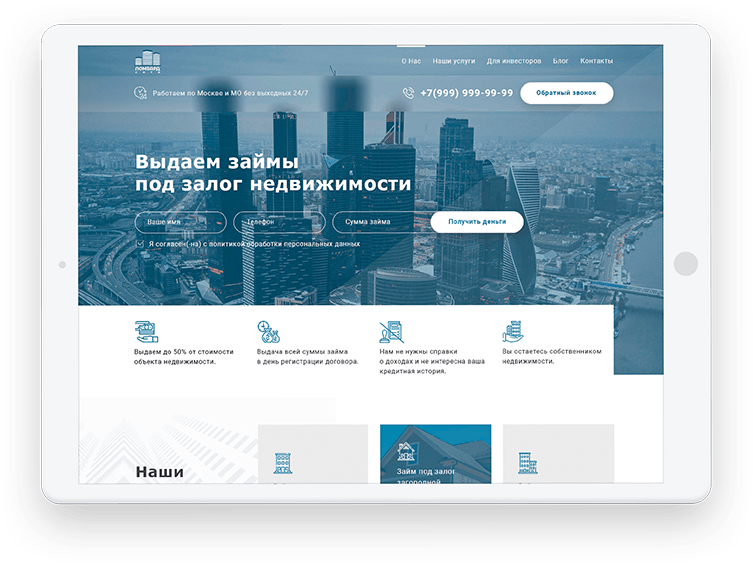 ЛОМБАРД
О Нас
Наши услуги
Для инвесторов
Блог
Контакты
Работаем по Москве и МО без выходных 24/7
+7(999) 999-99-99
Обратный звонок
Выдаем займы
под залог недвижимости
Ваше имя
Телефон
Сумма займа
Получить деньги
Я согласен(-на) с политикой обработки персональных данных
Выдаем до 50% от стоимости
объекта недвижимости.
Выдача всей суммы займа
в день регистрации договора.
Нам не нужны справки
о доходах и не интересна ваша
кредитная история.
Вы остаетесь собственником
недвижимости.
Наши
Займ под залог
загородной